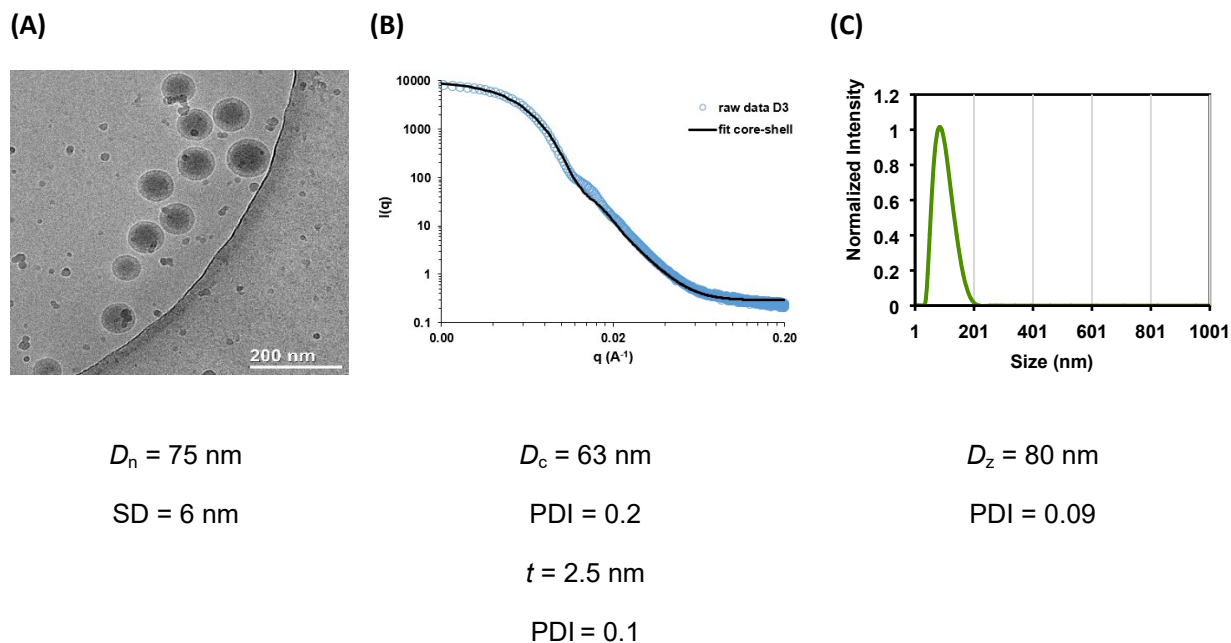 (A)
200 nm
Dₙ = 75 nm
SD = 6 nm
(B)
10000
1000
100
10
1
0.1
I(q)
raw data D3
fit core-shell
0.00
0.02
0.20
q (A⁻¹)
D꜀ = 63 nm
PDI = 0.2
t = 2.5 nm
PDI = 0.1
(C)
Normalized Intensity
1.2
1
0.8
0.6
0.4
0.2
0
1
201
401
601
801
1001
Size (nm)
D_z = 80 nm
PDI = 0.09